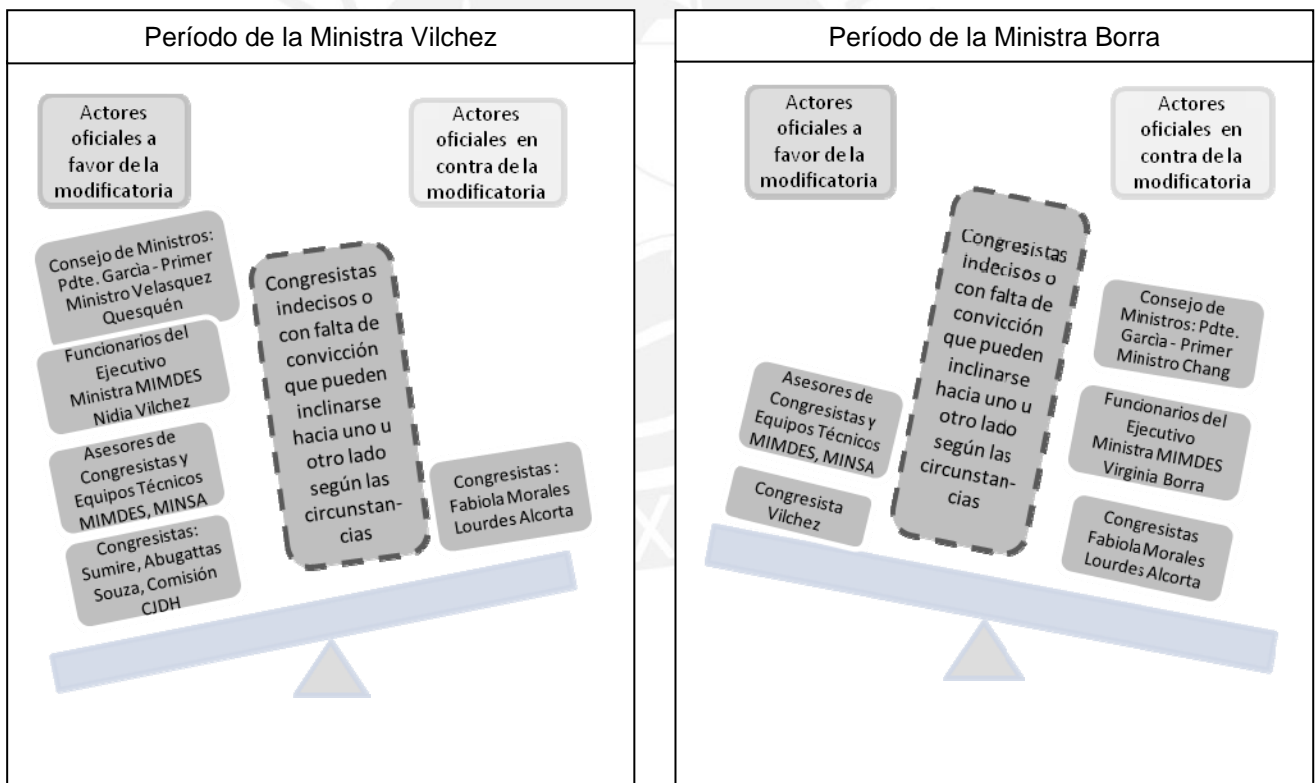 Período de la Ministra Vilchez
Actores
oficiales a
favor de la
modificatoria
Actores
oficiales en
contra de la
modificatoria
Consejo de Ministros:
Pdte. Garcìa - Primer
Ministro Velasquez
Quesquén
Funcionarios del
Ejecutivo
Ministra MIMDES
Nidia Vilchez
Asesores de
Congresistas y
Equipos Técnicos
MIMDES, MINSA
Congresistas:
Sumire, Abugattas
Souza, Comisión
CJDH
Congresistas
indecisos o
con falta de
convicción
que pueden
inclinarse
hacia uno u
otro lado
según las
circunstan-
cias
Congresistas :
Fabiola Morales
Lourdes Alcorta
Período de la Ministra Borra
Actores
oficiales a
favor de la
modificatoria
Actores
oficiales en
contra de la
modificatoria
Asesores de
Congresistas y
Equipos Técnicos
MIMDES, MINSA
Congresista
Vilchez
Congresistas
indecisos o
con falta de
convicción
que pueden
inclinarse
hacia uno u
otro lado
según las
circunstan-
cias
Consejo de
Ministros: Pdte.
Garcìa - Primer
Ministro Chang
Funcionarios del
Ejecutivo
Ministra MIMDES
Virginia Borra
Congresistas
Fabiola Morales
Lourdes Alcorta